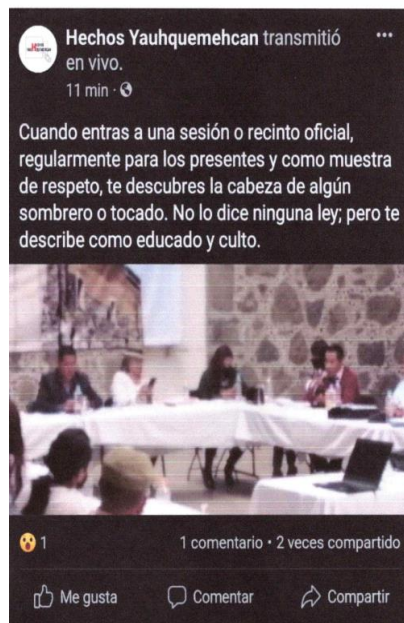 Hechos Yauhquemehcan transmitió
en vivo.
11 min ·
Cuando entras a una sesión o recinto oficial,
regularmente para los presentes y como muestra
de respeto, te descubres la cabeza de algún
sombrero o tocado. No lo dice ninguna ley; pero te
describe como educado y culto.
1
1 comentario • 2 veces compartido
Me gusta
Comentar
Compartir